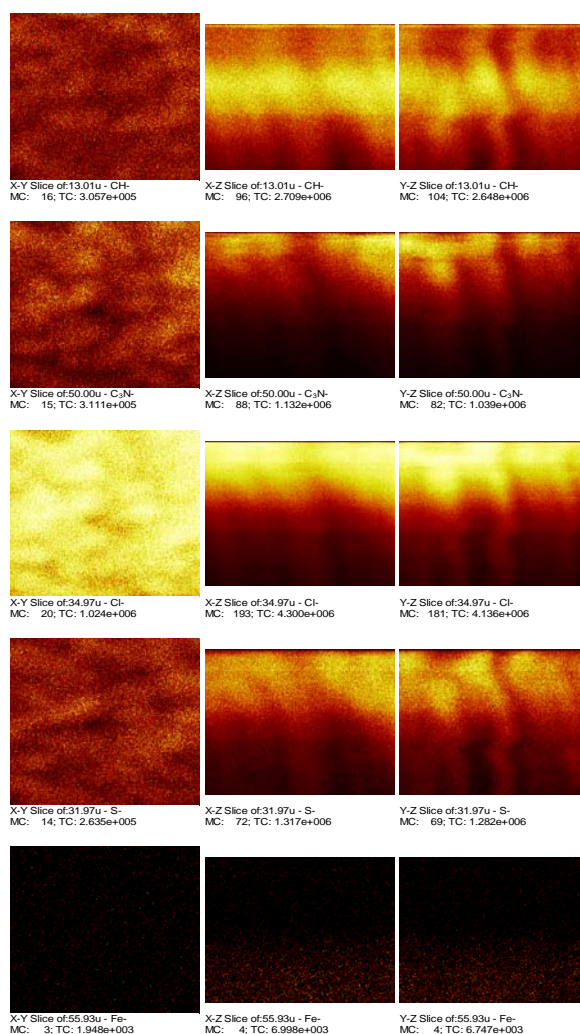 X-Y Slice of:13.01u - CH-
MC: 16; TC: 3.057e+005
X-Z Slice of:13.01u - CH-
MC: 96; TC: 2.709e+006
Y-Z Slice of:13.01u - CH-
MC: 104; TC: 2.648e+006
X-Y Slice of:50.00u - C₃N-
MC: 15; TC: 3.111e+005
X-Z Slice of:50.00u - C₃N-
MC: 88; TC: 1.132e+006
Y-Z Slice of:50.00u - C₃N-
MC: 82; TC: 1.039e+006
X-Y Slice of:34.97u - Cl-
MC: 20; TC: 1.024e+006
X-Z Slice of:34.97u - Cl-
MC: 193; TC: 4.300e+006
Y-Z Slice of:34.97u - Cl-
MC: 181; TC: 4.136e+006
X-Y Slice of:31.97u - S-
MC: 14; TC: 2.635e+005
X-Z Slice of:31.97u - S-
MC: 72; TC: 1.317e+006
Y-Z Slice of:31.97u - S-
MC: 69; TC: 1.282e+006
X-Y Slice of:55.93u - Fe-
MC: 3; TC: 1.948e+003
X-Z Slice of:55.93u - Fe-
MC: 4; TC: 6.998e+003
Y-Z Slice of:55.93u - Fe-
MC: 4; TC: 6.747e+003